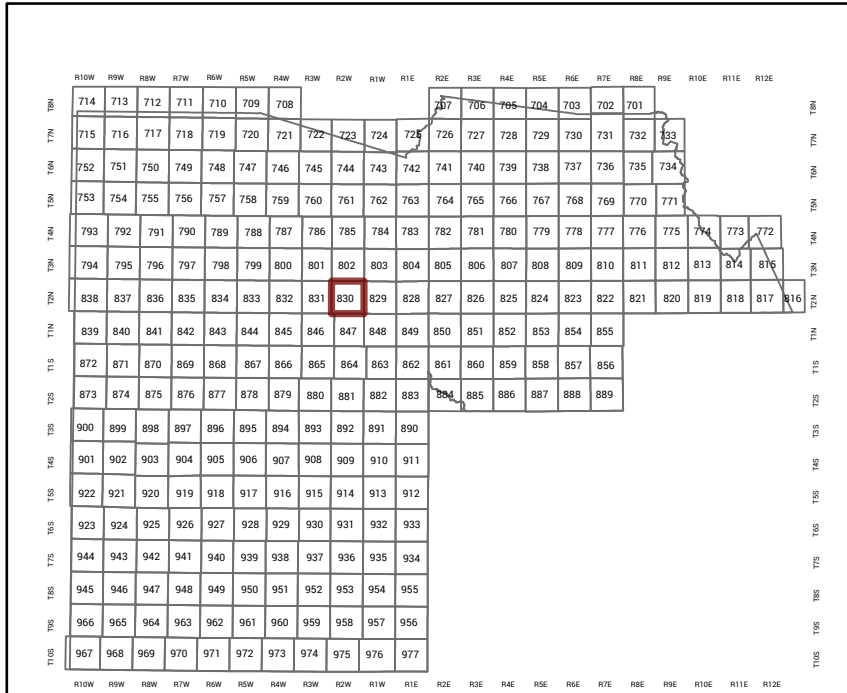 R10W R9W R8W R7W R6W R5W R4W R3W R2W R1W R1E R2E R3E R4E R5E R6E R7E R8E R9E R10E R11E R12E
T8N 714 713 712 711 710 709 708 707 706 705 704 703 702 701 T8N
T7N 715 716 717 718 719 720 721 722 723 724 725 726 727 728 729 730 731 732 733 T7N
T6N 752 751 750 749 748 747 746 745 744 743 742 741 740 739 738 737 736 735 734 T6N
T5N 753 754 755 756 757 758 759 760 761 762 763 764 765 766 767 768 769 770 771 T5N
T4N 793 792 791 790 789 788 787 786 785 784 783 782 781 780 779 778 777 776 775 774 773 772 T4N
T3N 794 795 796 797 798 799 800 801 802 803 804 805 806 807 808 809 810 811 812 813 814 815 T3N
T2N 838 837 836 835 834 833 832 831 830 829 828 827 826 825 824 823 822 821 820 819 818 817 816 T2N
T1N 839 840 841 842 843 844 845 846 847 848 849 850 851 852 853 854 855 T1N
T1S 872 871 870 869 868 867 866 865 864 863 862 861 860 859 858 857 856 T1S
T2S 873 874 875 876 877 878 879 880 881 882 883 884 885 886 887 888 889 T2S
T3S 900 899 898 897 896 895 894 893 892 891 890 T3S
T4S 901 902 903 904 905 906 907 908 909 910 911 T4S
T5S 922 921 920 919 918 917 916 915 914 913 912 T5S
T6S 923 924 925 926 927 928 929 930 931 932 933 T6S
T7S 944 943 942 941 940 939 938 937 936 935 934 T7S
T8S 945 946 947 948 949 950 951 952 953 954 955 T8S
T9S 966 965 964 963 962 961 960 959 958 957 956 T9S
T10S 967 968 969 970 971 972 973 974 975 976 977 T10S
R10W R9W R8W R7W R6W R5W R4W R3W R2W R1W R1E R2E R3E R4E R5E R6E R7E R8E R9E R10E R11E R12E